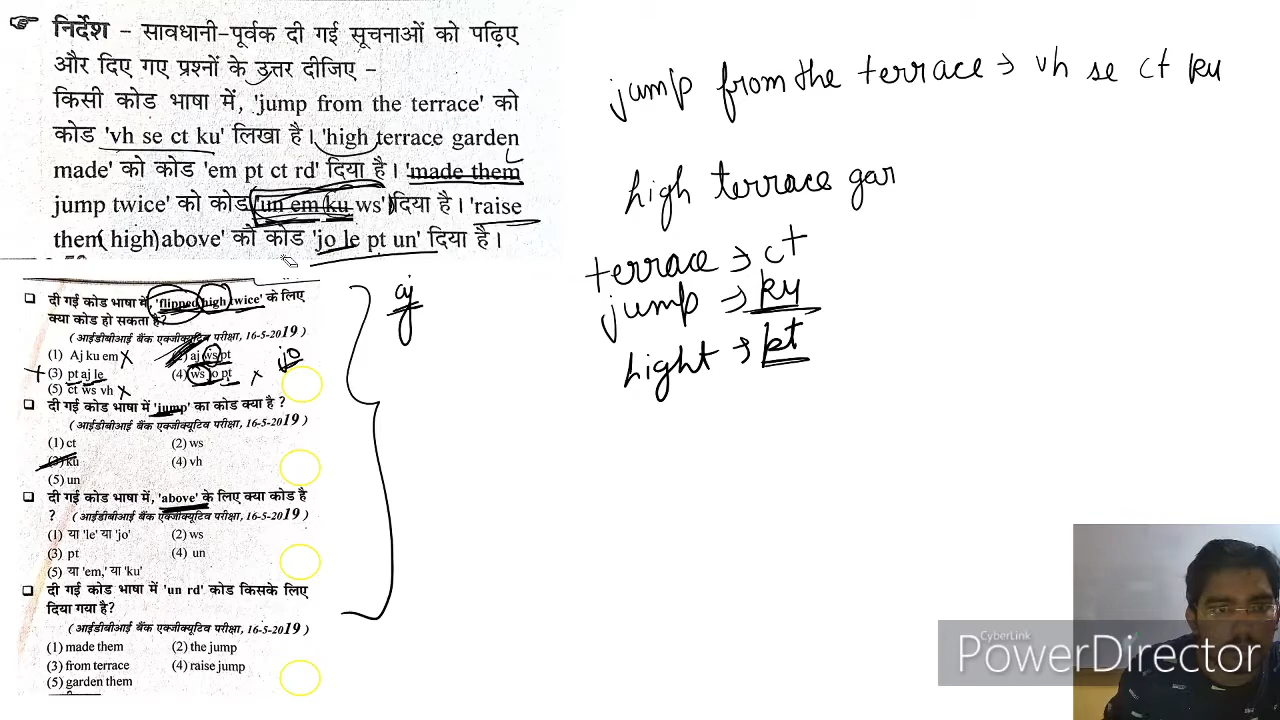 निर्देश - सावधानी-पूर्वक दी गई सूचनाओं को पढ़िए
और दिए गए प्रश्नों के उत्तर दीजिए -
किसी कोड भाषा में, 'jump from the terrace' को
कोड 'vh se ct ku' लिखा है। 'high terrace garden
made' को कोड 'em pt ct rd' दिया है। 'made them
jump twice' को कोड 'un em ku ws' दिया है। 'raise
them high above' को कोड 'jo le pt un' दिया है।
दी गई कोड भाषा में, 'flipped high twice' के लिए
क्या कोड हो सकता है?
(आईडीबीआई बैंक एक्जीक्यूटिव परीक्षा, 16-5-2019)
(1) Aj ku em (2) aj ws pt
(3) pt aj le (4) ws jo pt
(5) ct ws vh
दी गई कोड भाषा में 'jump' का कोड क्या है ?
(आईडीबीआई बैंक एक्जीक्यूटिव परीक्षा, 16-5-2019)
(1) ct (2) ws
(3) ku (4) vh
(5) un
दी गई कोड भाषा में, 'above' के लिए क्या कोड है
? (आईडीबीआई बैंक एक्जीक्यूटिव परीक्षा, 16-5-2019)
(1) या 'le' या 'jo' (2) ws
(3) pt (4) un
(5) या 'em,' या 'ku'
दी गई कोड भाषा में 'un rd' कोड किसके लिए
दिया गया है?
(आईडीबीआई बैंक एक्जीक्यूटिव परीक्षा, 16-5-2019)
(1) made them (2) the jump
(3) from terrace (4) raise jump
(5) garden them
aj
jo
jump from the terrace → vh se ct ku
high terrace gar
terrace → ct
jump → ku
hight → pt
CyberLink
PowerDirector